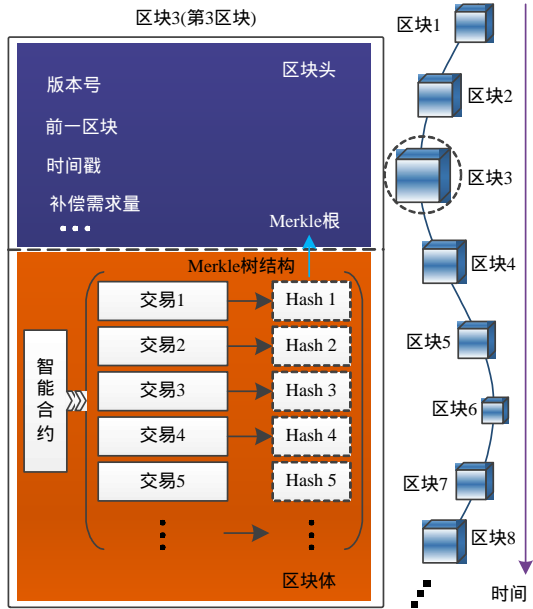 区块3(第3区块)
区块头
版本号
前一区块
时间戳
补偿需求量
Merkle根
Merkle树结构
智能合约
交易1 Hash 1
交易2 Hash 2
交易3 Hash 3
交易4 Hash 4
交易5 Hash 5
区块体
区块1
区块2
区块3
区块4
区块5
区块6
区块7
区块8
时间